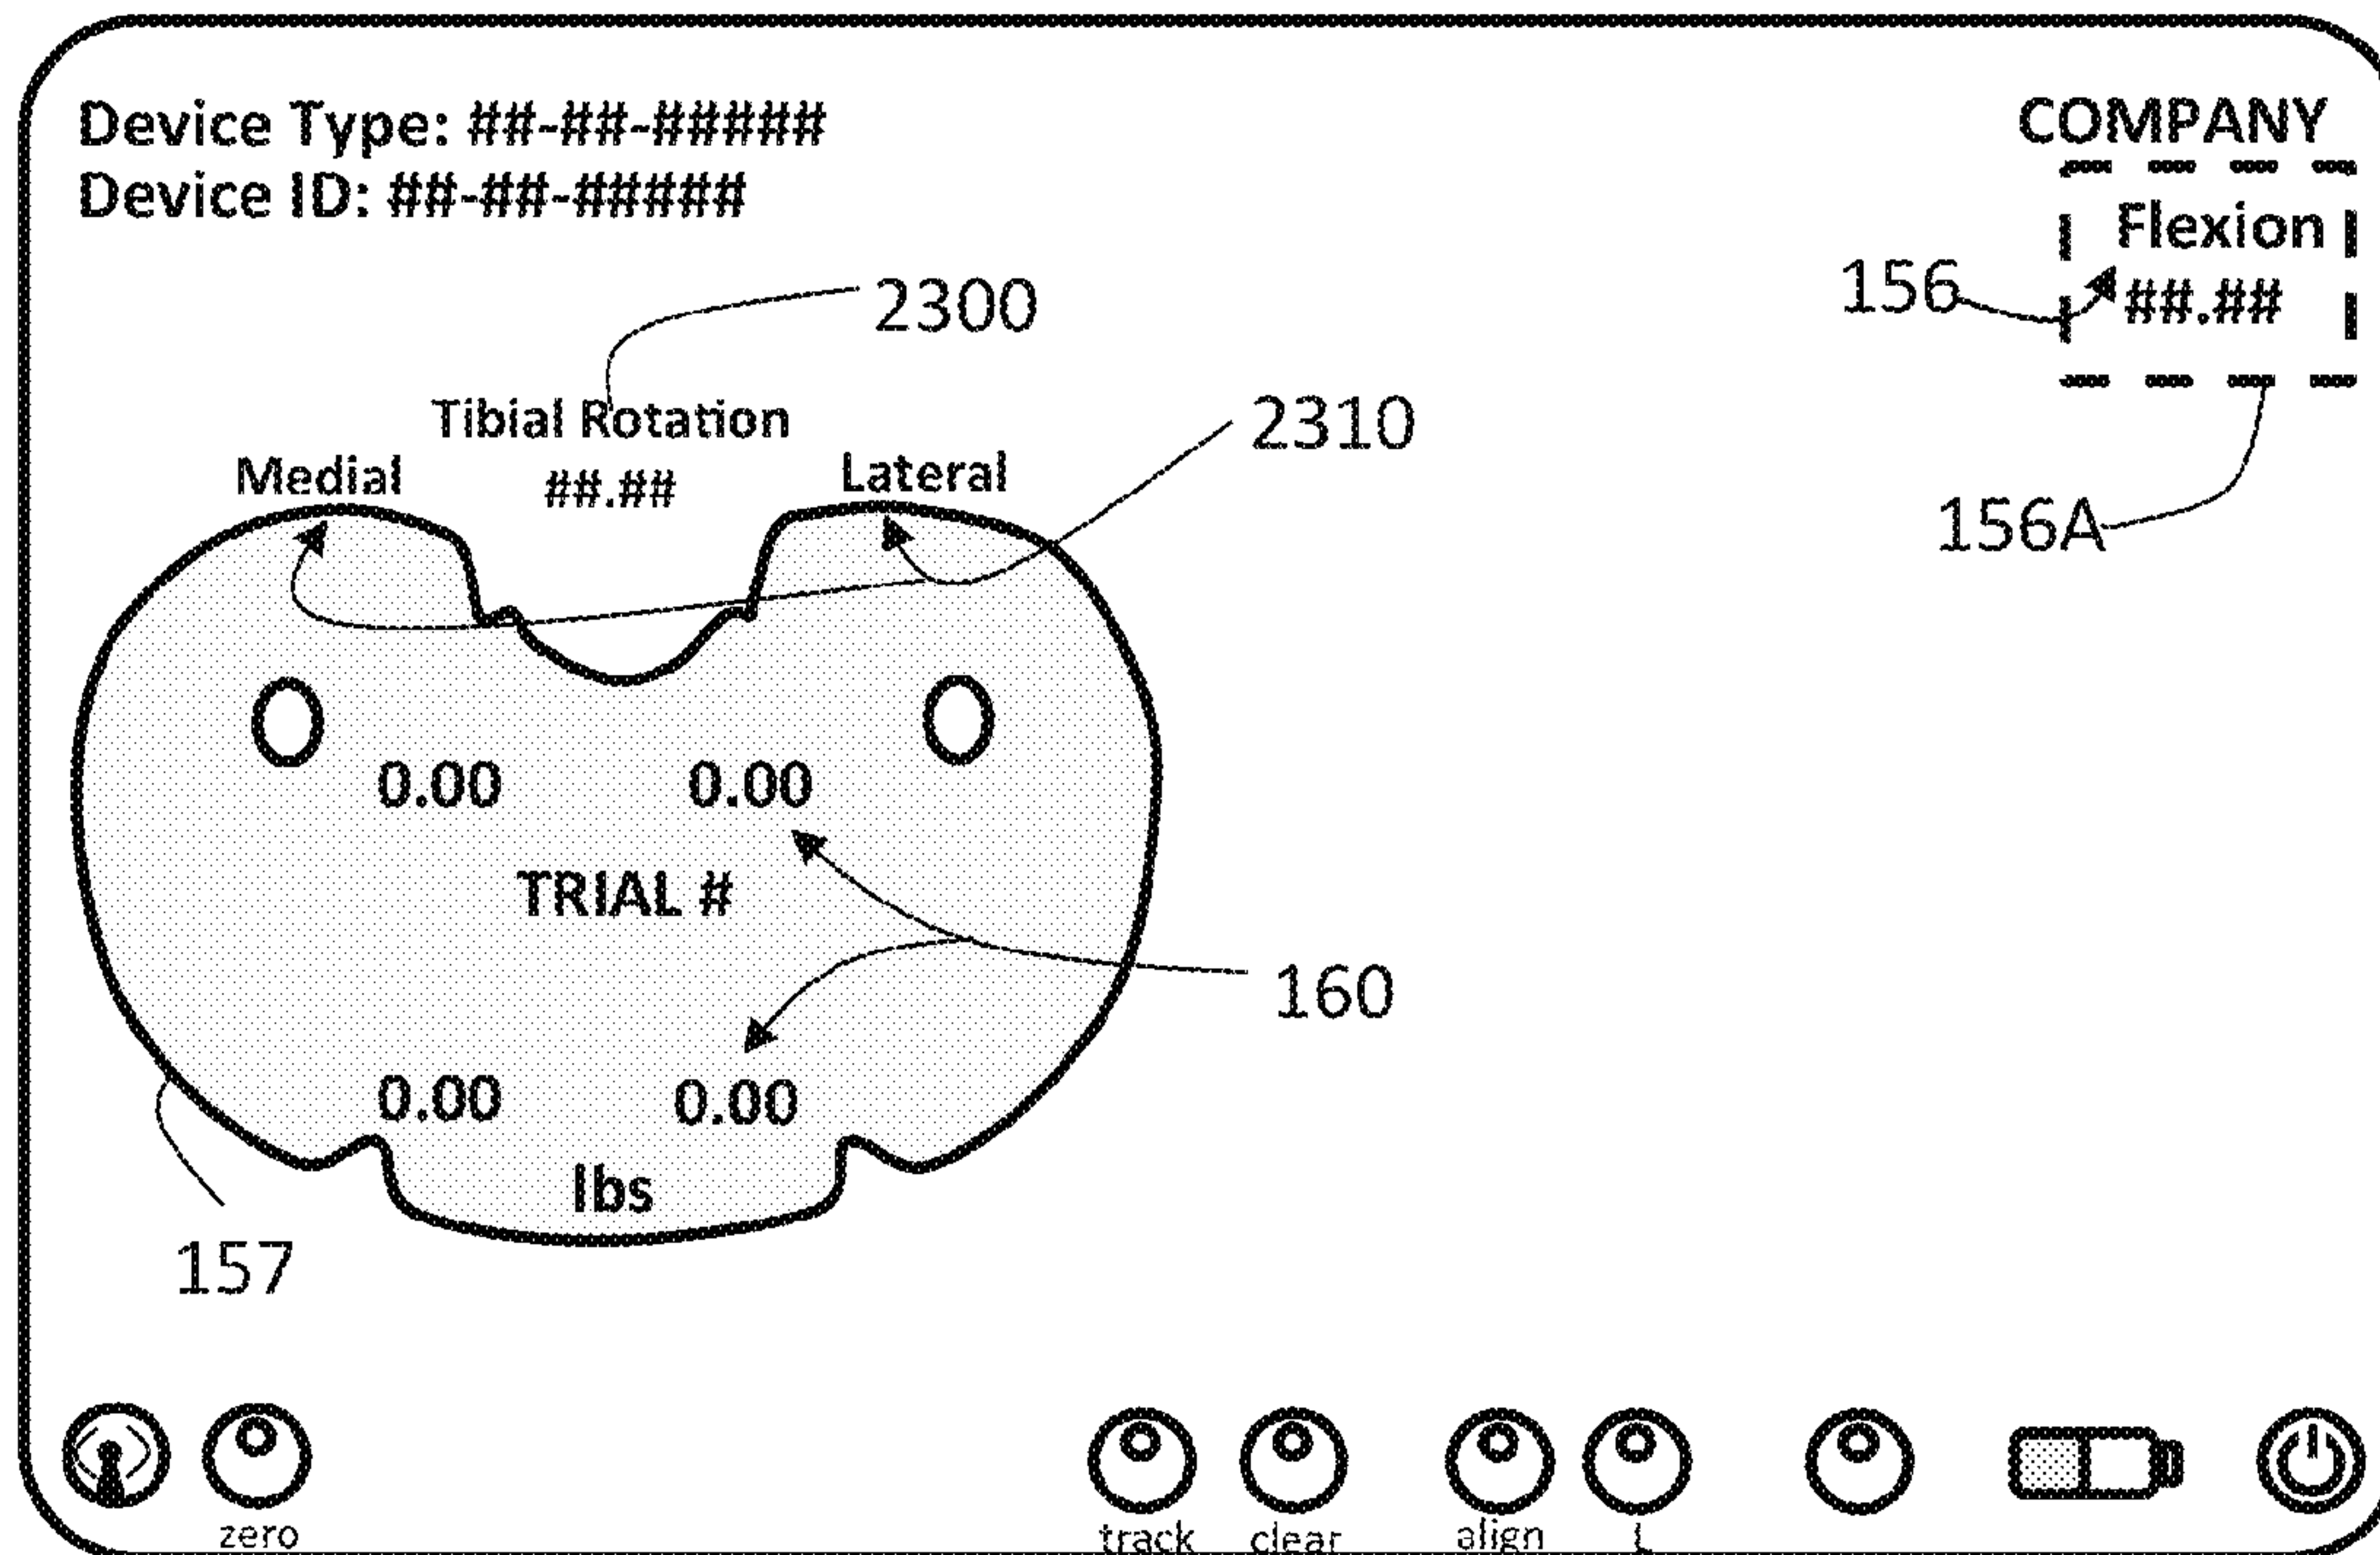 Device Type: ##-##-#####
COMPANY
Device ID: ##-##-#####
Flexion
156
##.##
2300
Tibial Rotation
2310
Medial
##.##
Lateral
156A
0.00 0.00
TRIAL #
160
0.00 0.00
lbs
157
zero
track
clear
align
L